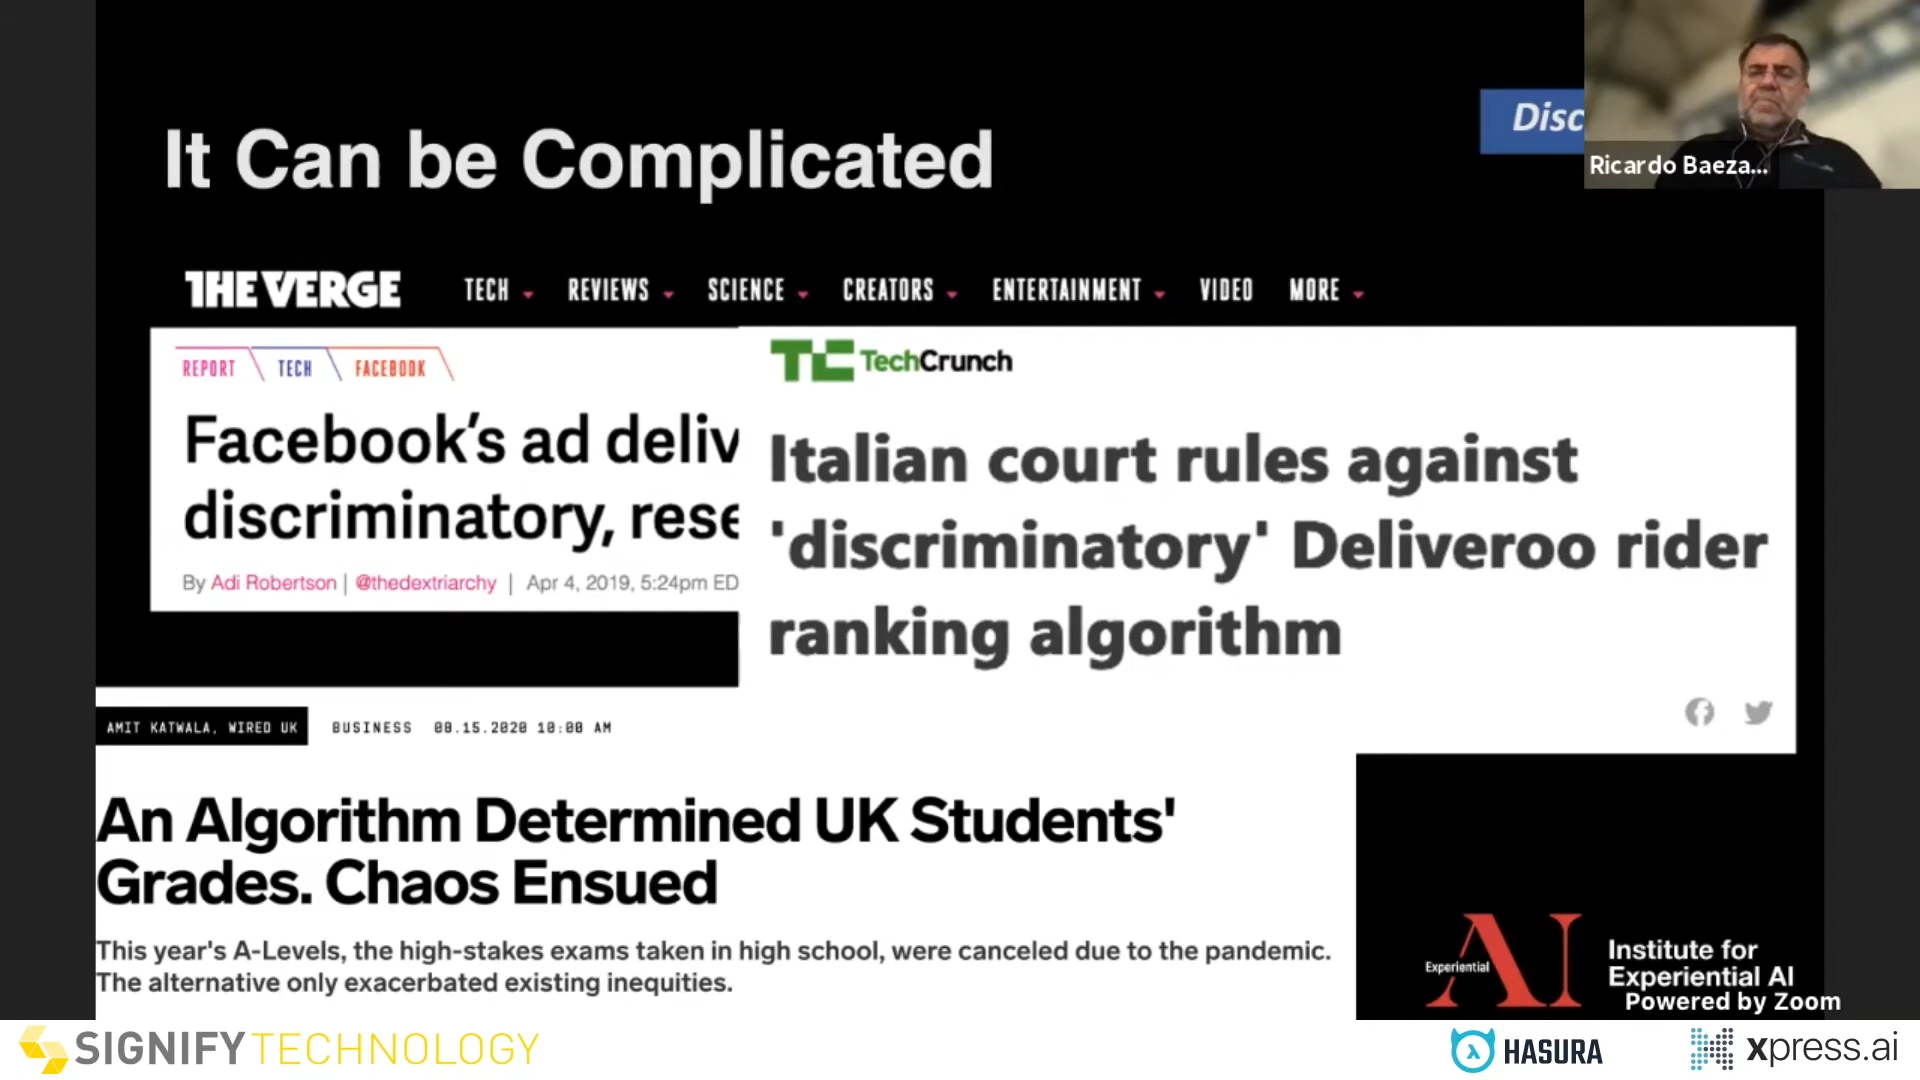 It Can be Complicated
Disc
Ricardo Baeza...
THE VERGE TECH REVIEWS SCIENCE CREATORS ENTERTAINMENT VIDEO MORE
REPORT TECH FACEBOOK
Facebook's ad deliv
discriminatory, rese
By Adi Robertson | @thedextriarchy | Apr 4, 2019, 5:24pm ED
TC TechCrunch
Italian court rules against
'discriminatory' Deliveroo rider
ranking algorithm
AMIT KATWALA, WIRED UK BUSINESS 08.15.2020 10:00 AM
An Algorithm Determined UK Students'
Grades. Chaos Ensued
This year's A-Levels, the high-stakes exams taken in high school, were canceled due to the pandemic.
The alternative only exacerbated existing inequities.
Experiential AI
Institute for
Experiential AI
Powered by Zoom
SIGNIFY TECHNOLOGY
HASURA
xpress.ai